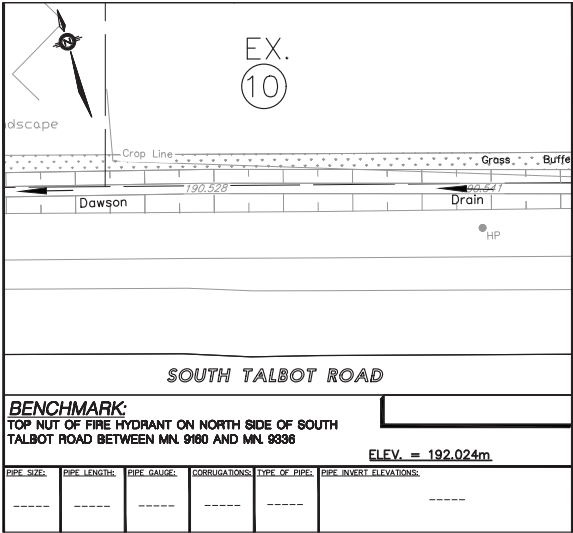 N
EX.
10
dscape
Crop Line
Grass Buffe
190.528
Dawson
Drain
HP
SOUTH TALBOT ROAD
BENCHMARK:
TOP NUT OF FIRE HYDRANT ON NORTH SIDE OF SOUTH
TALBOT ROAD BETWEEN MN. 9160 AND MN. 9336
ELEV. = 192.024m
PIPE SIZE: PIPE LENGTH: PIPE GAUGE: CORRUGATIONS: TYPE OF PIPE: PIPE INVERT ELEVATIONS:
----- ----- ----- ----- ----- -----